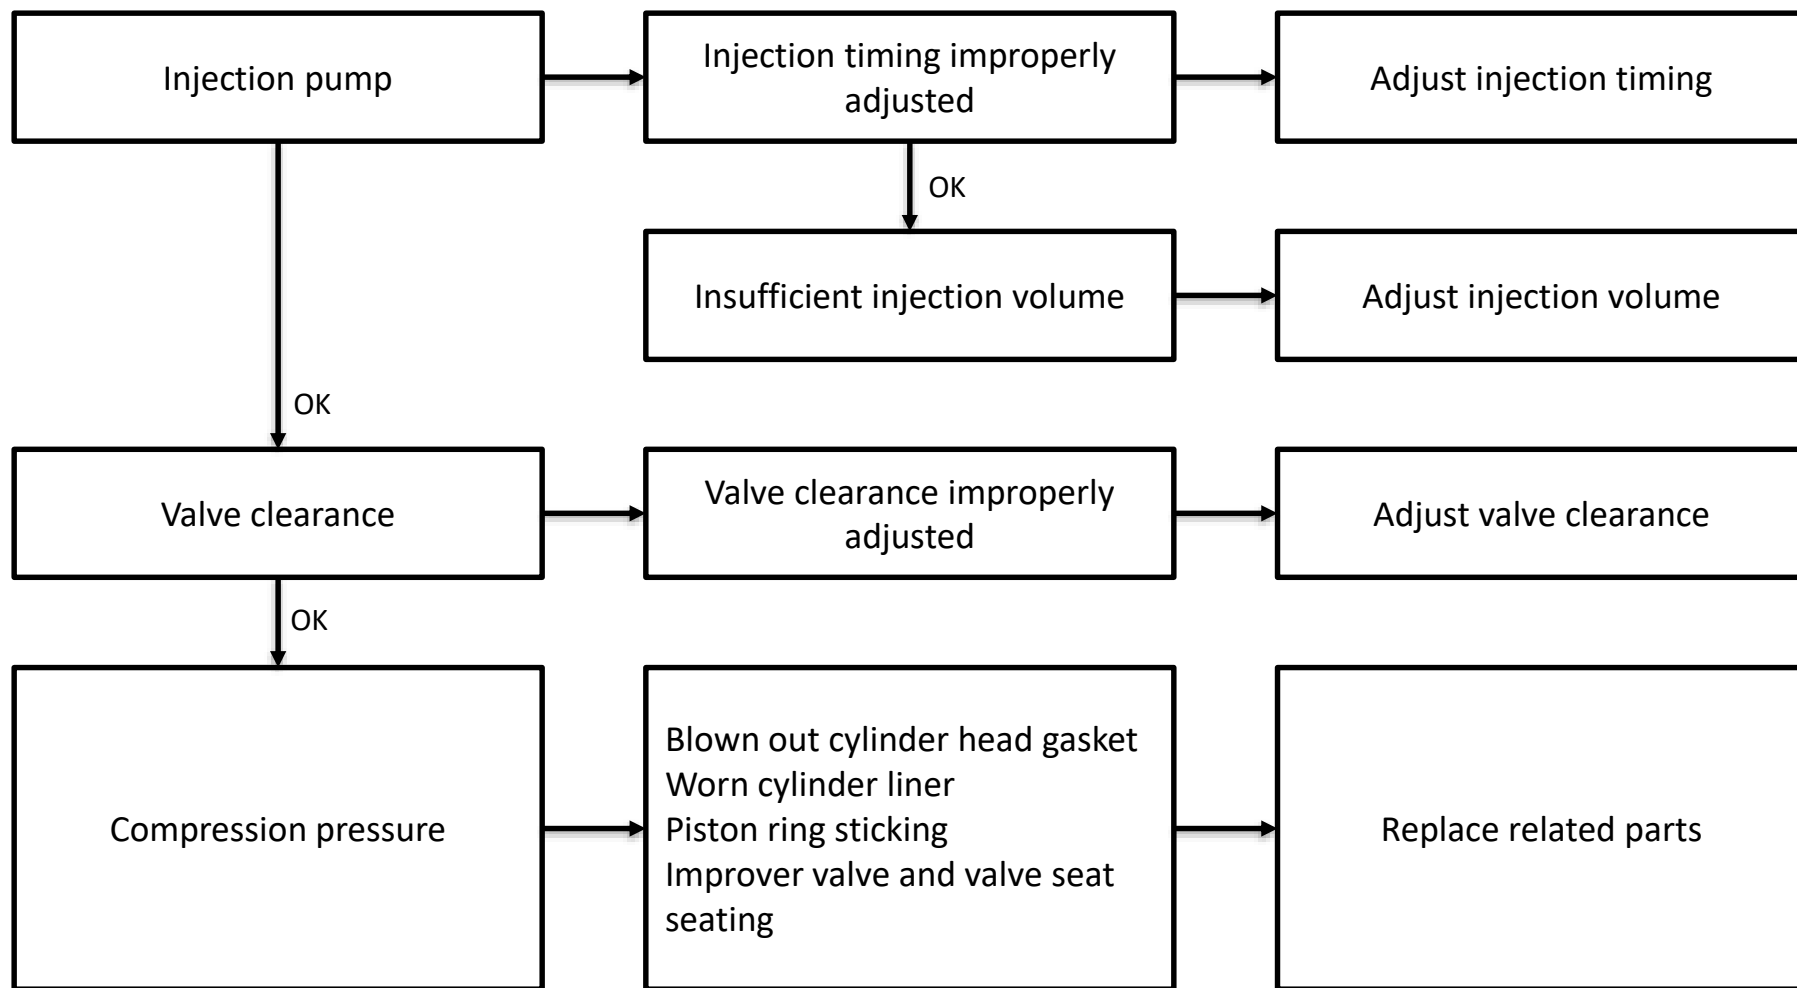 Injection pump
Injection timing improperly
adjusted
Adjust injection timing
OK
Insufficient injection volume
Adjust injection volume
OK
Valve clearance
Valve clearance improperly
adjusted
Adjust valve clearance
OK
Compression pressure
Blown out cylinder head gasket
Worn cylinder liner
Piston ring sticking
Improver valve and valve seat
seating
Replace related parts